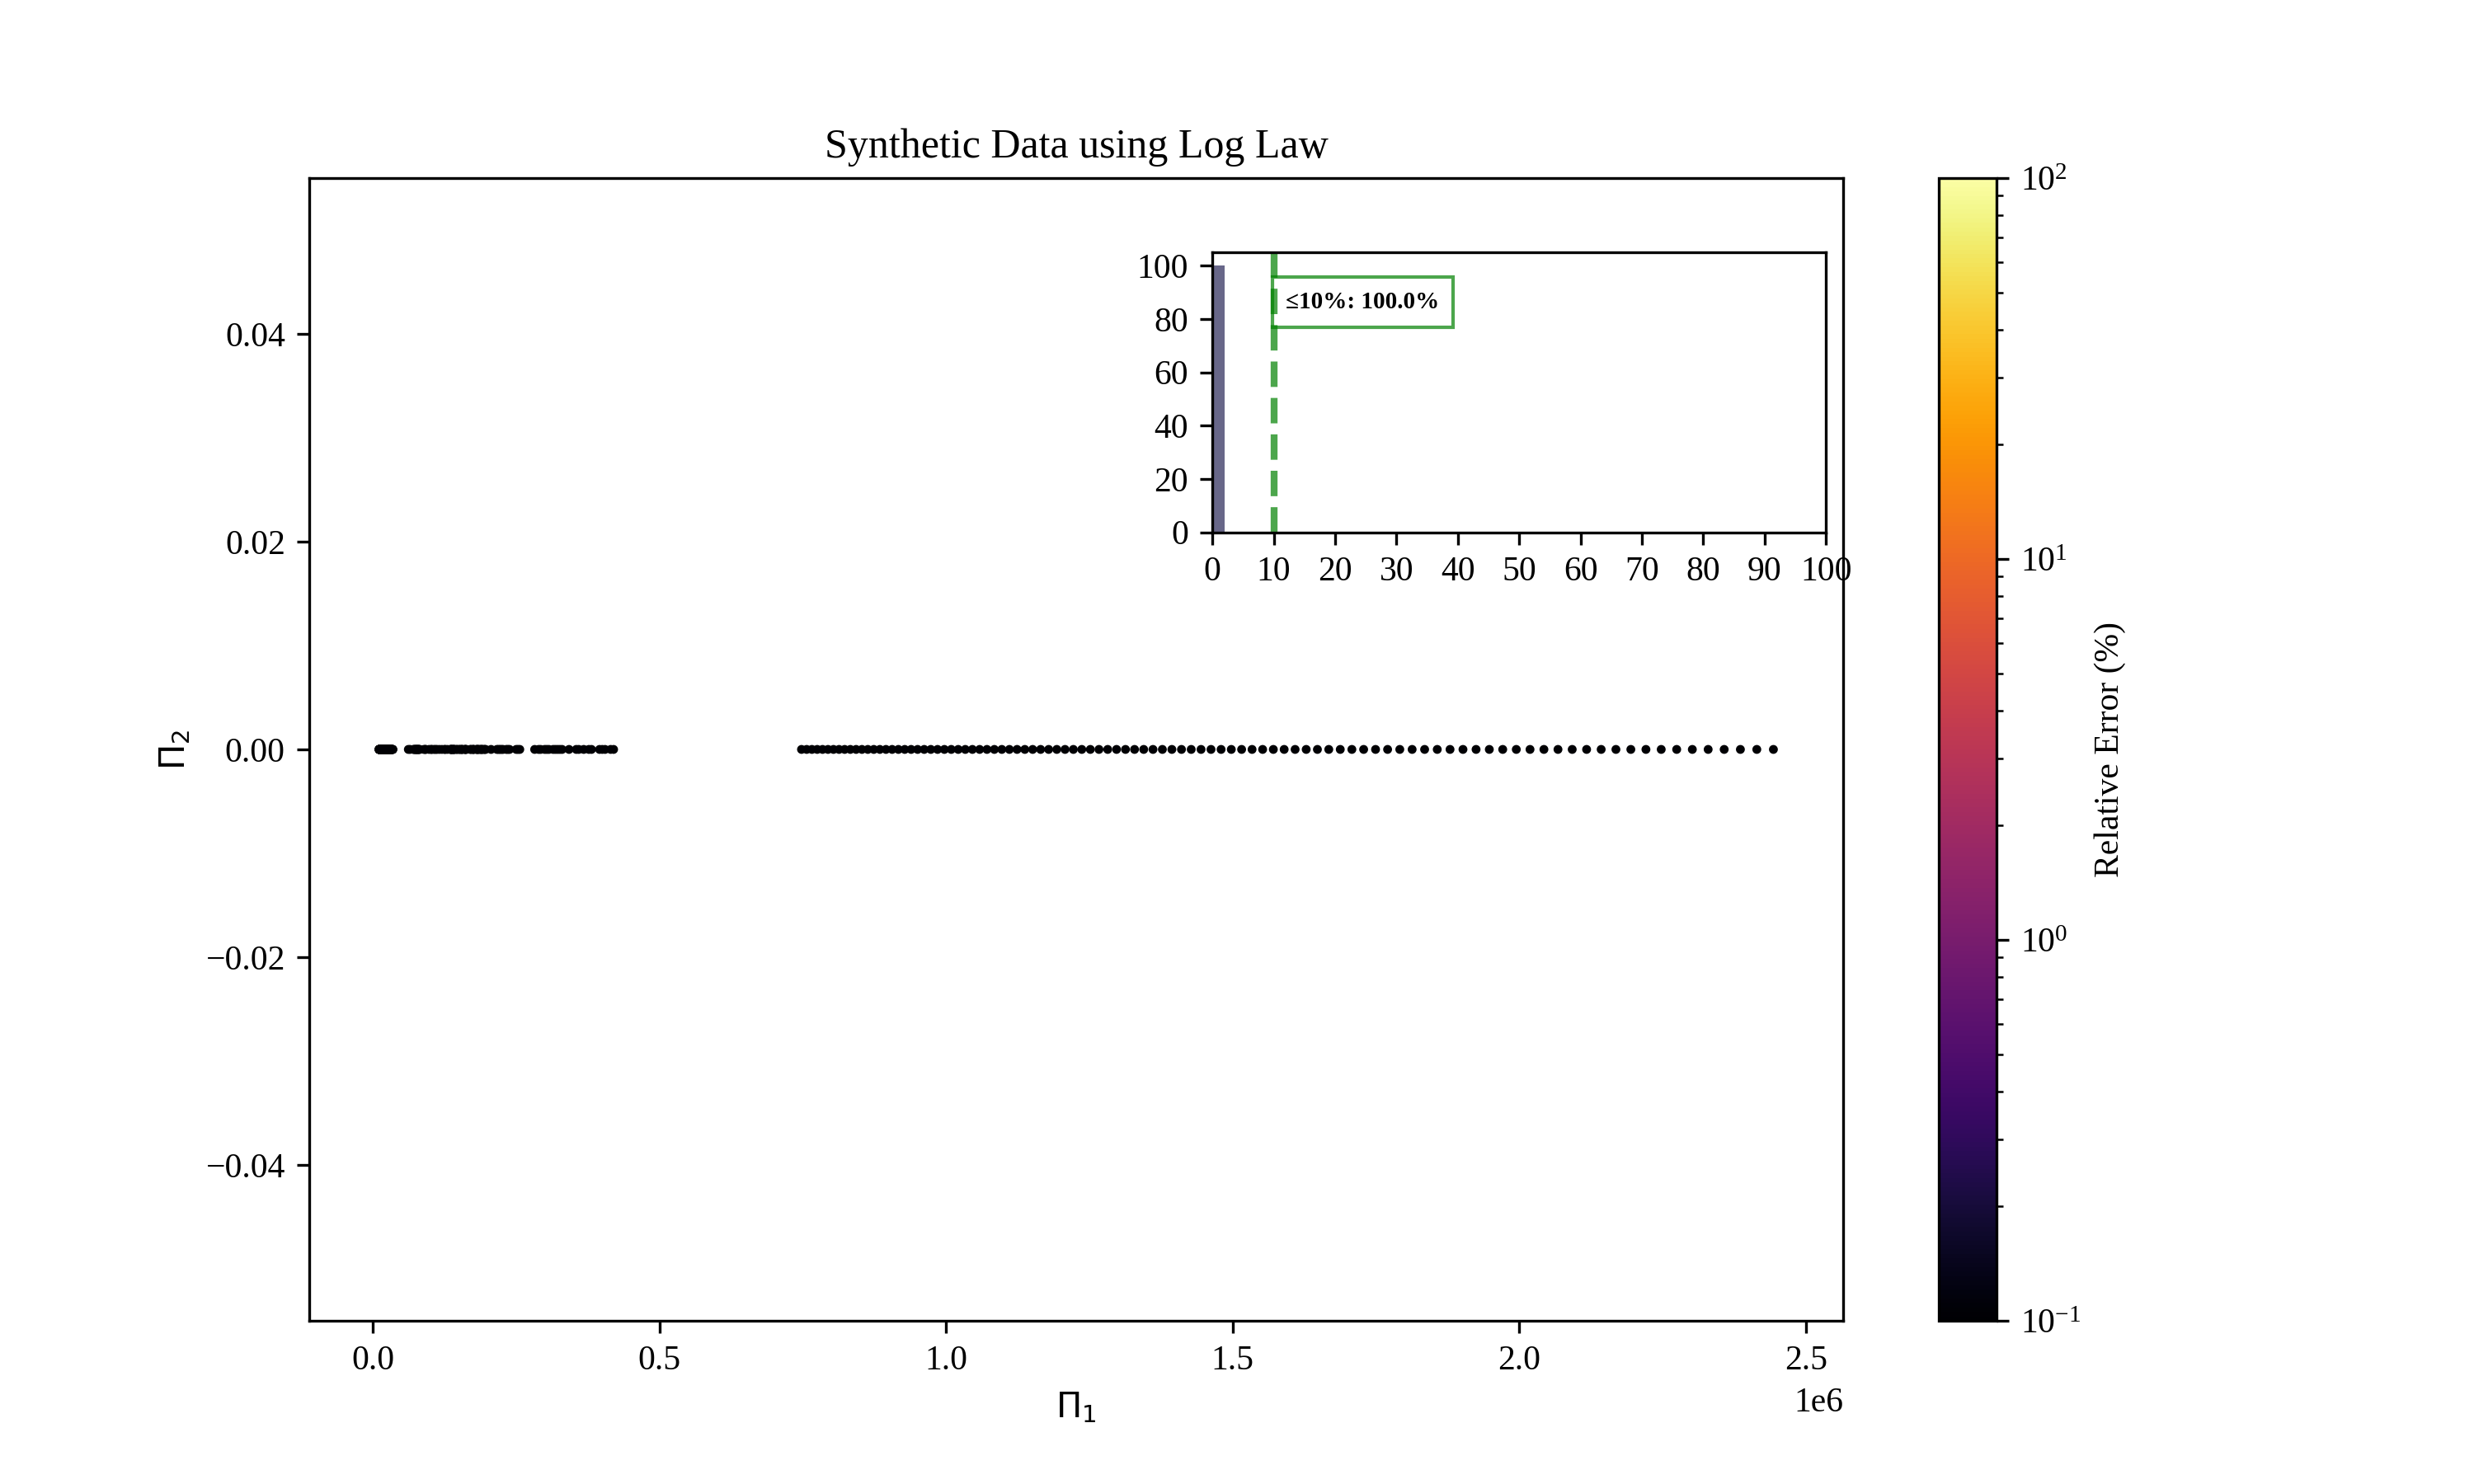 Synthetic Data using Log Law
0.04
0.02
0.00
−0.02
−0.04
Π₂
100
80
60
40
20
0
≤10%: 100.0%
0 10 20 30 40 50 60 70 80 90 100
0.0 0.5 1.0 1.5 2.0 2.5
1e6
Π₁
10²
10¹
10⁰
10⁻¹
Relative Error (%)